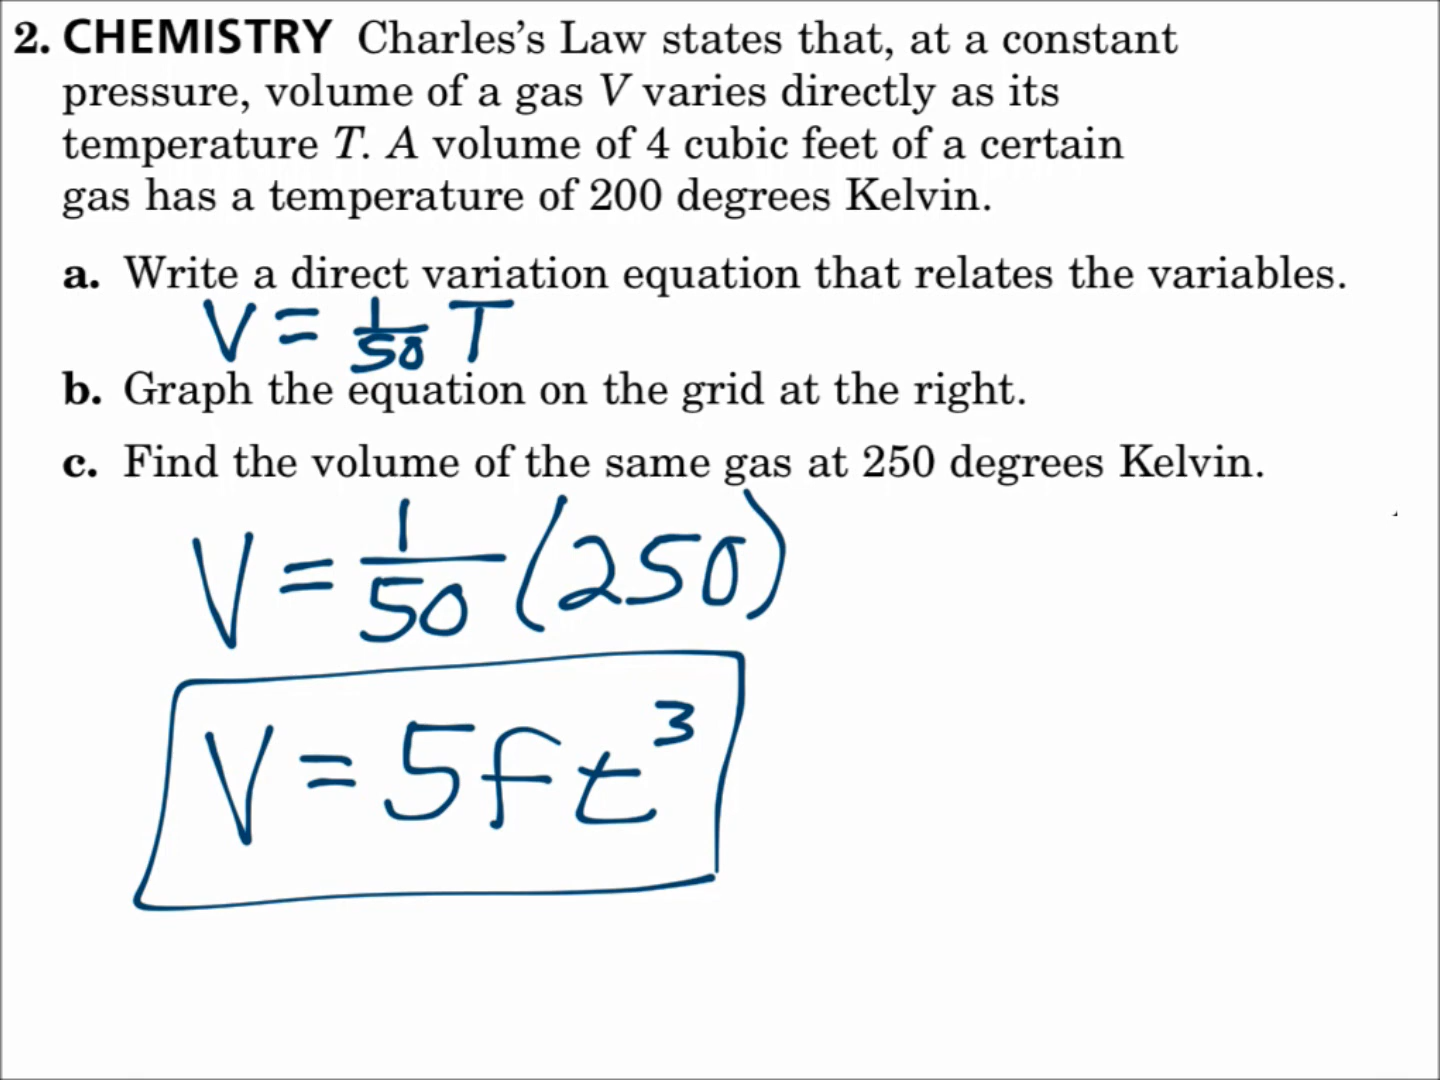 2. CHEMISTRY Charles's Law states that, at a constant
pressure, volume of a gas V varies directly as its
temperature T. A volume of 4 cubic feet of a certain
gas has a temperature of 200 degrees Kelvin.
a. Write a direct variation equation that relates the variables.
V = 1/50 T
b. Graph the equation on the grid at the right.
c. Find the volume of the same gas at 250 degrees Kelvin.
V = 1/50 (250)
V = 5ft³